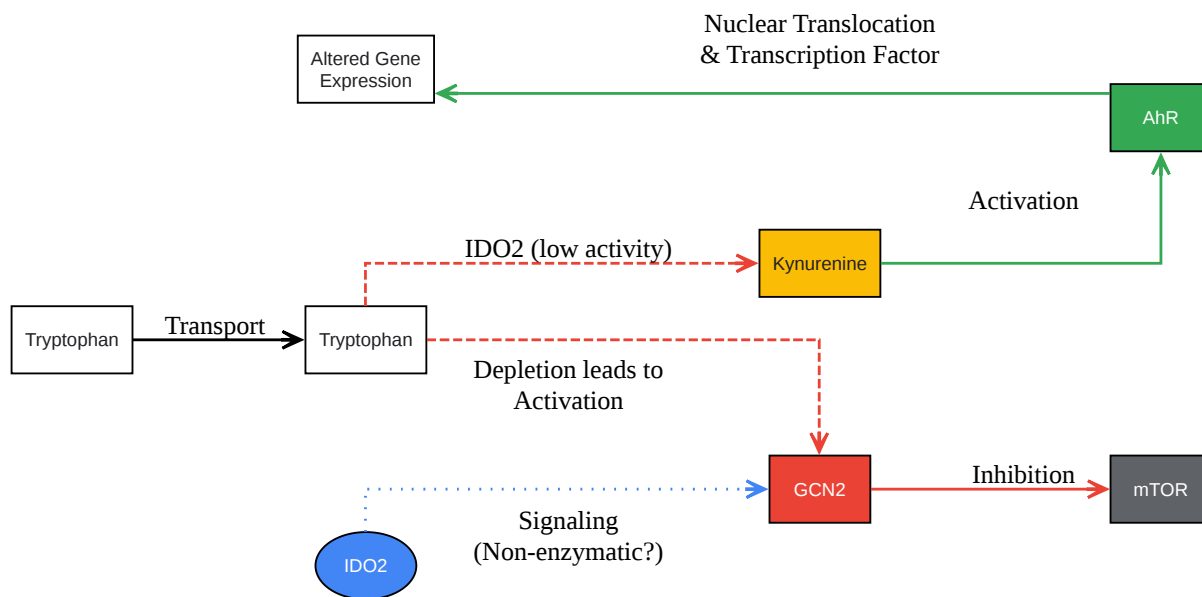 Nuclear Translocation
& Transcription Factor
Altered Gene
Expression
AhR
Activation
IDO2 (low activity)
Kynurenine
Tryptophan
Transport
Tryptophan
Depletion leads to
Activation
GCN2
Inhibition
mTOR
Signaling
(Non-enzymatic?)
IDO2